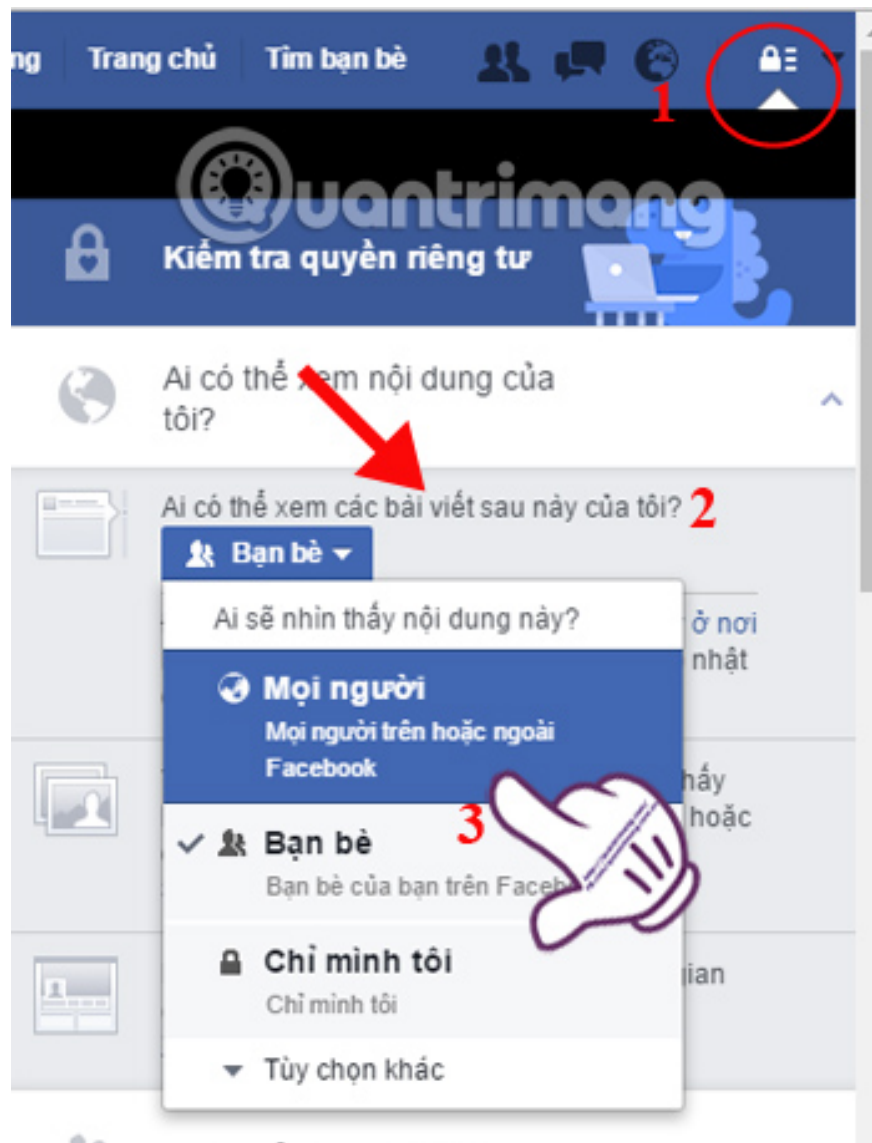 ng Trang chủ Tìm bạn bè
1
Quantrimang
Kiểm tra quyền riêng tư
Ai có thể xem nội dung của
tôi?
Ai có thể xem các bài viết sau này của tôi? 2
Bạn bè
Ai sẽ nhìn thấy nội dung này?
ở nơi
nhật
Mọi người
Mọi người trên hoặc ngoài
Facebook
hấy
hoặc
3
Bạn bè
Bạn bè của bạn trên Faceb
Chỉ mình tôi
ian
Chỉ mình tôi
Tùy chọn khác